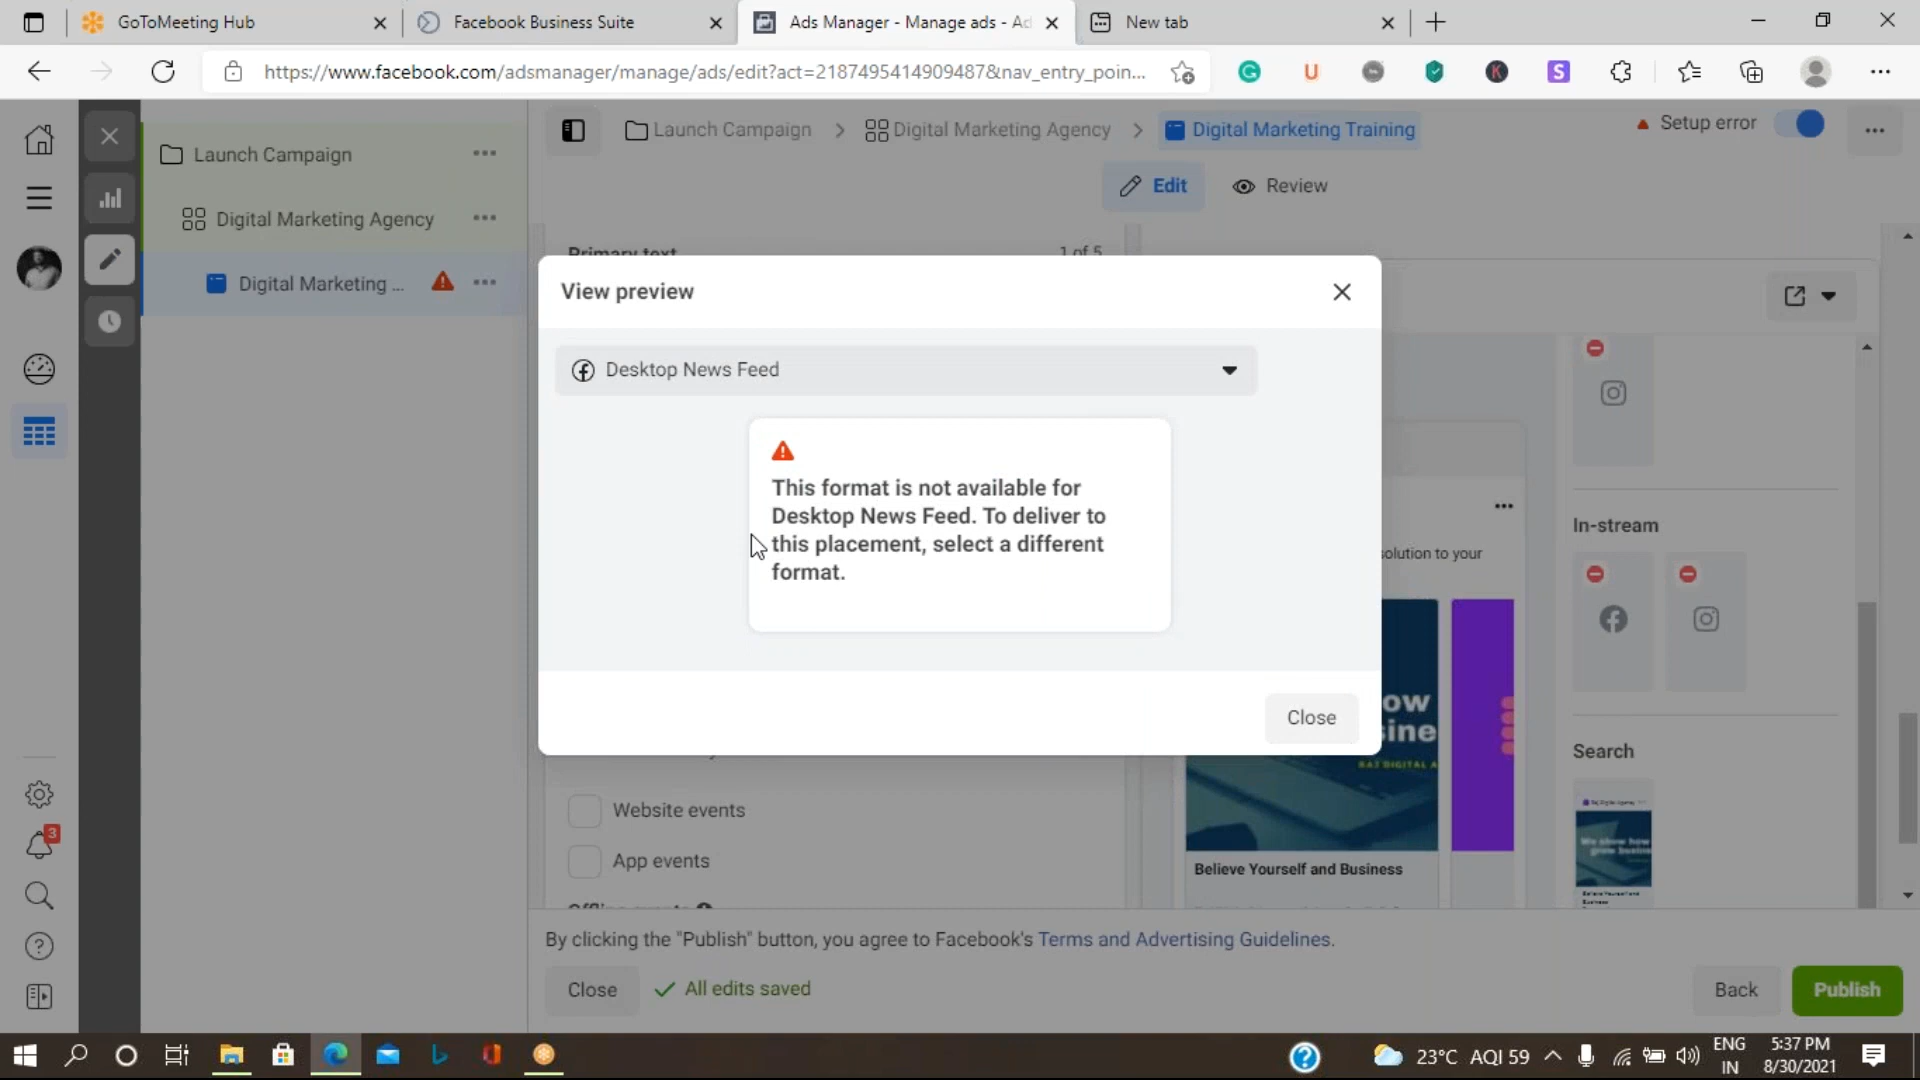 GoToMeeting Hub
Facebook Business Suite
Ads Manager - Manage ads - Ad
New tab
https://www.facebook.com/adsmanager/manage/ads/edit?act=2187495414909487&nav_entry_poin...
Launch Campaign
Digital Marketing Agency
Digital Marketing ...
Launch Campaign > Digital Marketing Agency > Digital Marketing Training
Setup error
Edit
Review
Primary text
1 of 5
View preview
Desktop News Feed
This format is not available for
Desktop News Feed. To deliver to
this placement, select a different
format.
Close
solution to your
In-stream
Search
Believe Yourself and Business
Website events
App events
By clicking the "Publish" button, you agree to Facebook's Terms and Advertising Guidelines.
Close
All edits saved
Back
Publish
3
23°C AQI 59
ENG
IN
5:37 PM
8/30/2021